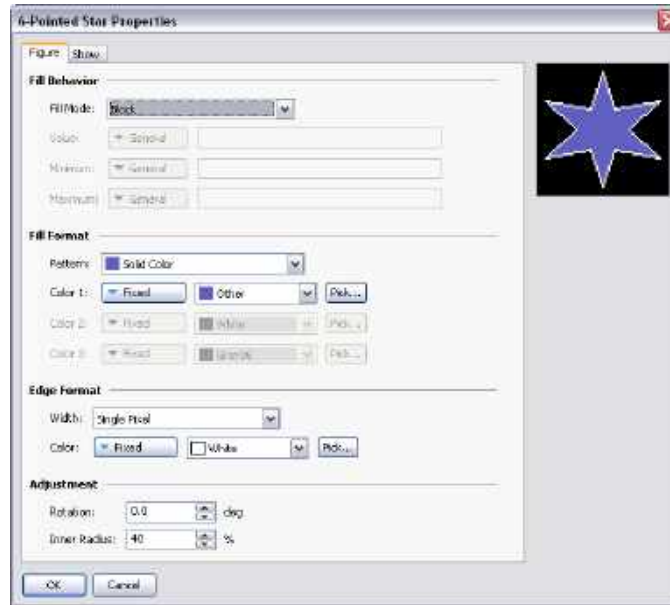 6-Pointed Star Properties
Figure Show
Fill Behavior
Fill Mode: Block
Value: General
Minimum: General
Maximum: General
Fill Format
Pattern: Solid Color
Color 1: Fixed Other Pick...
Color 2: Fixed White Pick...
Color 3: Fixed Pick...
Edge Format
Width: Single Pixel
Color: Fixed White Pick...
Adjustment
Rotation: 0.0 deg
Inner Radius: 40 %
OK Cancel